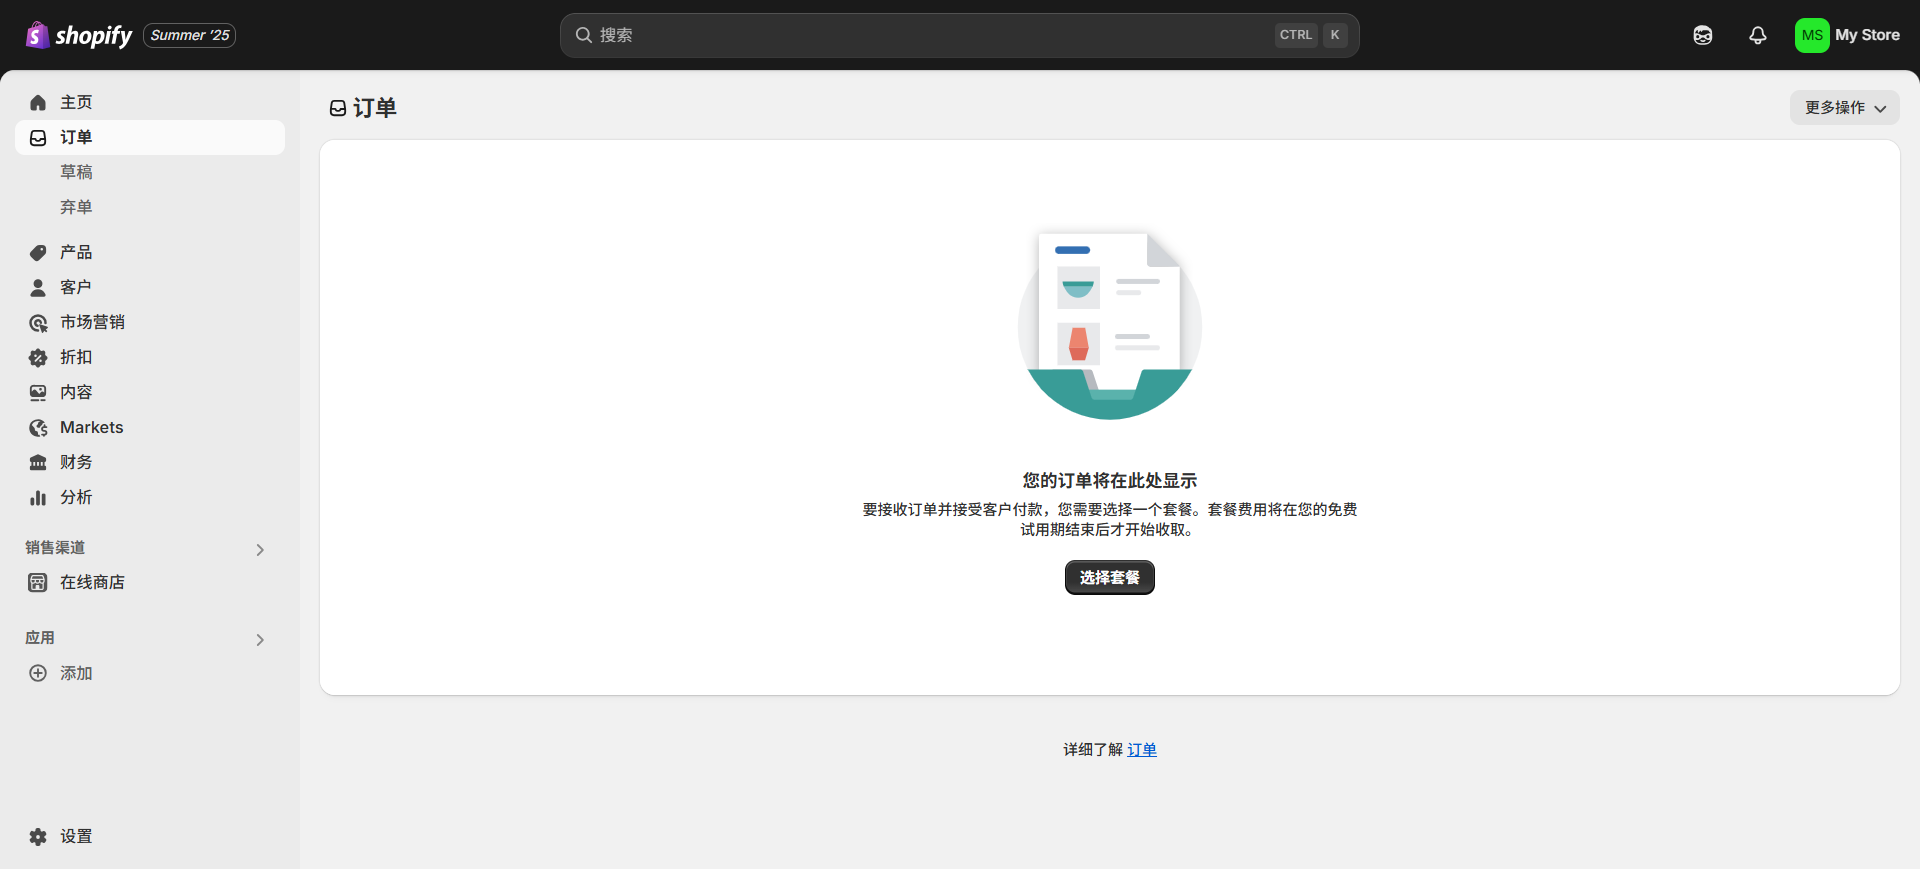 shopify
Summer '25
搜索
CTRL K
MS My Store
主页
订单
草稿
弃单
产品
客户
市场营销
折扣
内容
Markets
财务
分析
销售渠道
在线商店
应用
添加
设置
订单
更多操作
您的订单将在此处显示
要接收订单并接受客户付款，您需要选择一个套餐。套餐费用将在您的免费
试用期结束后才开始收取。
选择套餐
详细了解 订单